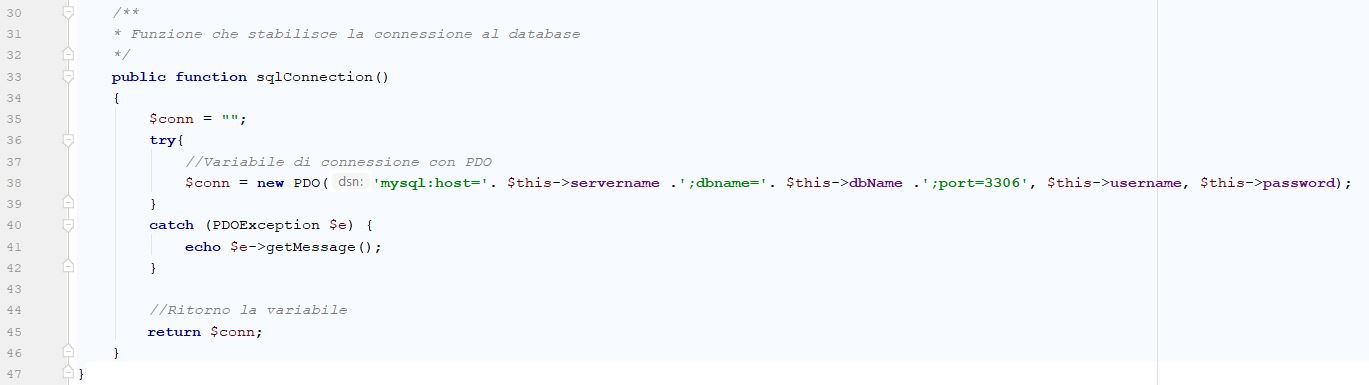 30 /**
31 * Funzione che stabilisce la connessione al database
32 */
33 public function sqlConnection()
34 {
35 $conn = "";
36 try{
37 //Variabile di connessione con PDO
38 $conn = new PDO( dsn: 'mysql:host='. $this->servername .';dbname='. $this->dbName .';port=3306', $this->username, $this->password);
39 }
40 catch (PDOException $e) {
41 echo $e->getMessage();
42 }
43
44 //Ritorno la variabile
45 return $conn;
46 }
47 }